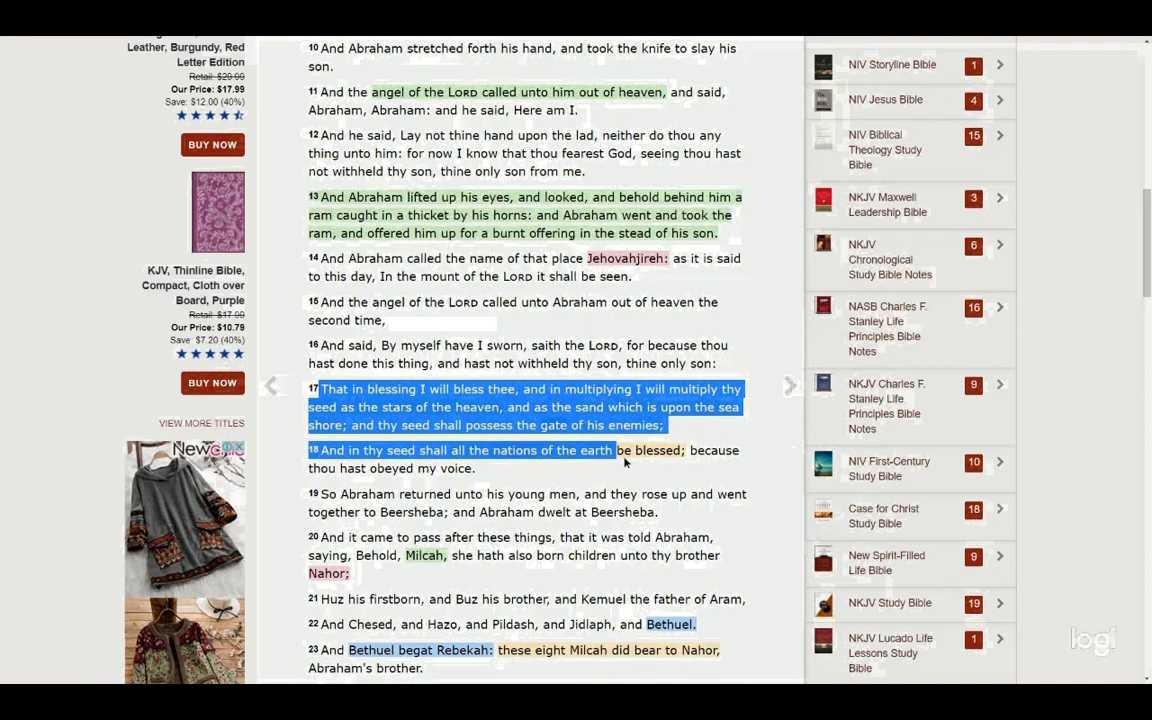 Leather, Burgundy, Red
Letter Edition
Retail: $29.99
Our Price: $17.99
Save: $12.00 (40%)
BUY NOW
KJV, Thinline Bible,
Compact, Cloth over
Board, Purple
Retail: $17.99
Our Price: $10.79
Save: $7.20 (40%)
BUY NOW
VIEW MORE TITLES
NewChic
10 And Abraham stretched forth his hand, and took the knife to slay his
son.
11 And the angel of the LORD called unto him out of heaven, and said,
Abraham, Abraham: and he said, Here am I.
12 And he said, Lay not thine hand upon the lad, neither do thou any
thing unto him: for now I know that thou fearest God, seeing thou hast
not withheld thy son, thine only son from me.
13 And Abraham lifted up his eyes, and looked, and behold behind him a
ram caught in a thicket by his horns: and Abraham went and took the
ram, and offered him up for a burnt offering in the stead of his son.
14 And Abraham called the name of that place Jehovahjireh: as it is said
to this day, In the mount of the LORD it shall be seen.
15 And the angel of the LORD called unto Abraham out of heaven the
second time,
16 And said, By myself have I sworn, saith the LORD, for because thou
hast done this thing, and hast not withheld thy son, thine only son:
17 That in blessing I will bless thee, and in multiplying I will multiply thy
seed as the stars of the heaven, and as the sand which is upon the sea
shore; and thy seed shall possess the gate of his enemies;
18 And in thy seed shall all the nations of the earth be blessed; because
thou hast obeyed my voice.
19 So Abraham returned unto his young men, and they rose up and went
together to Beersheba; and Abraham dwelt at Beersheba.
20 And it came to pass after these things, that it was told Abraham,
saying, Behold, Milcah, she hath also born children unto thy brother
Nahor;
21 Huz his firstborn, and Buz his brother, and Kemuel the father of Aram,
22 And Chesed, and Hazo, and Pildash, and Jidlaph, and Bethuel.
23 And Bethuel begat Rebekah: these eight Milcah did bear to Nahor,
Abraham's brother.
NIV Storyline Bible 1
NIV Jesus Bible 4
NIV Biblical 15
Theology Study
Bible
NKJV Maxwell 3
Leadership Bible
NKJV 6
Chronological
Study Bible Notes
NASB Charles F. 16
Stanley Life
Principles Bible
Notes
NKJV Charles F. 9
Stanley Life
Principles Bible
Notes
NIV First-Century 10
Study Bible
Case for Christ 18
Study Bible
New Spirit-Filled 9
Life Bible
NKJV Study Bible 19
NKJV Lucado Life 1
Lessons Study
Bible
logi